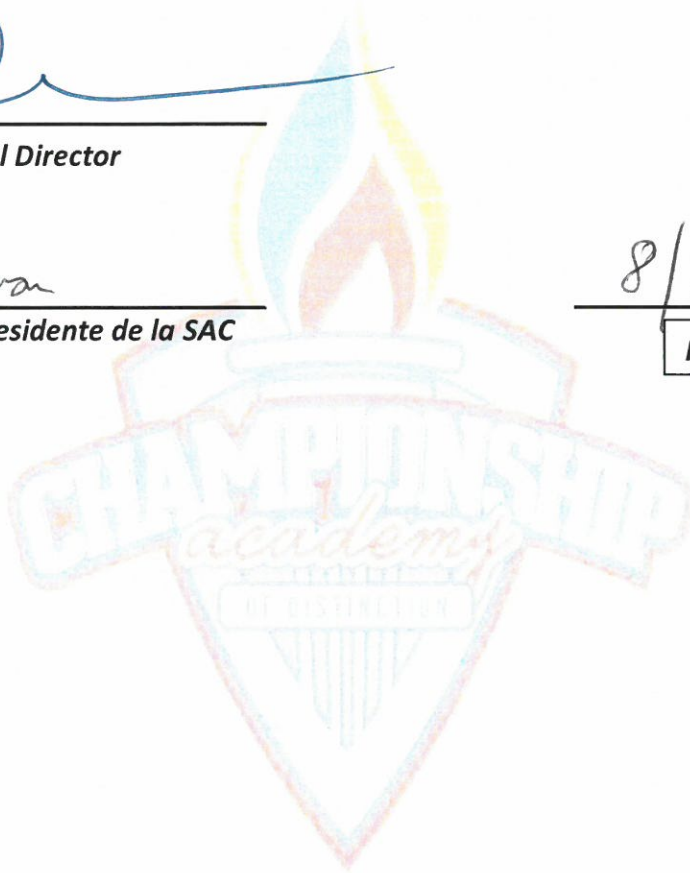 l Director
esidente de la SAC
8/
CHAMPIONSHIP
academy
OF DISTINCTION